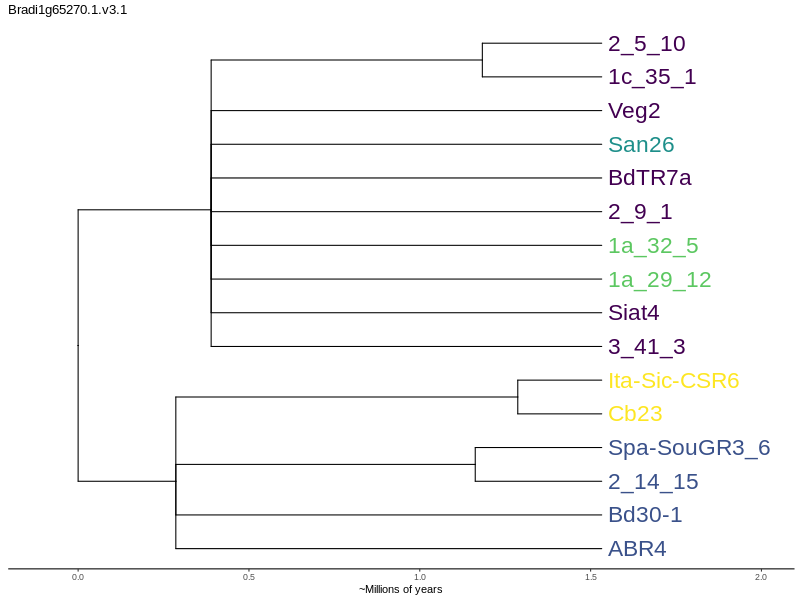 Bradi1g65270.1.v3.1
2_5_10
1c_35_1
Veg2
San26
BdTR7a
2_9_1
1a_32_5
1a_29_12
Siat4
3_41_3
Ita-Sic-CSR6
Cb23
Spa-SouGR3_6
2_14_15
Bd30-1
ABR4
0.0 0.5 1.0 1.5 2.0
~Millions of years